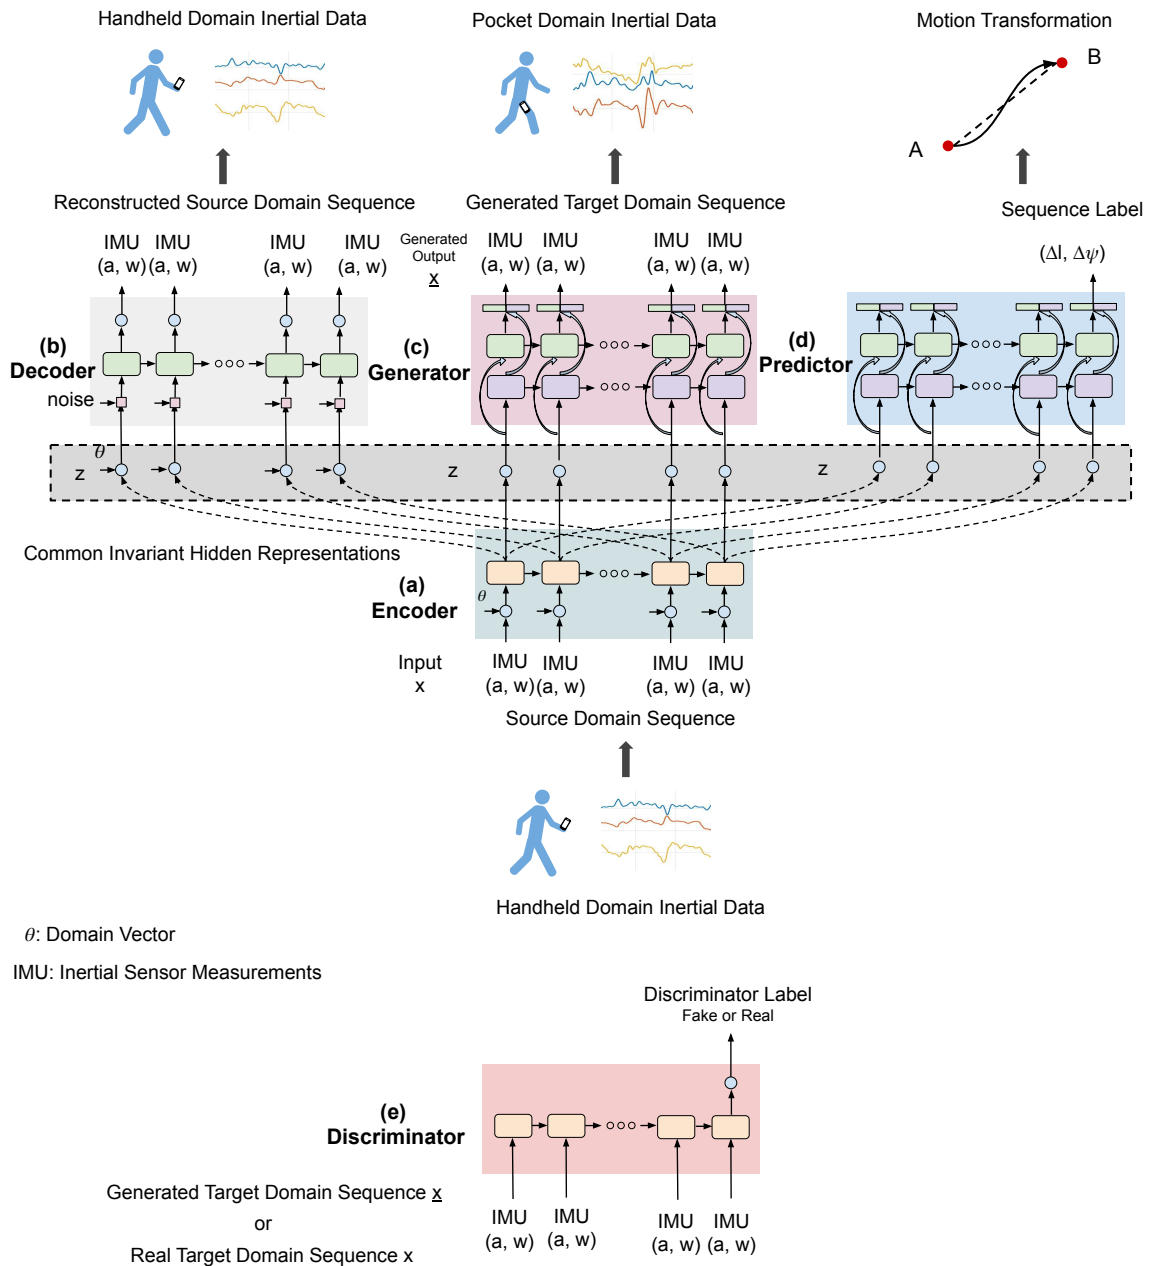 Handheld Domain Inertial Data
Pocket Domain Inertial Data
Motion Transformation
B
A
Reconstructed Source Domain Sequence
Generated Target Domain Sequence
Sequence Label
IMU
(a, w)
IMU
(a, w)
IMU
(a, w)
IMU
(a, w)
Generated
Output
x
IMU
(a, w)
IMU
(a, w)
IMU
(a, w)
IMU
(a, w)
(Δl, Δψ)
(b)
Decoder
noise
(c)
Generator
(d)
Predictor
θ
z
z
z
Common Invariant Hidden Representations
(a)
Encoder
θ
Input
x
IMU
(a, w)
IMU
(a, w)
IMU
(a, w)
IMU
(a, w)
Source Domain Sequence
Handheld Domain Inertial Data
θ: Domain Vector
IMU: Inertial Sensor Measurements
Discriminator Label
Fake or Real
(e)
Discriminator
Generated Target Domain Sequence x
or
Real Target Domain Sequence x
IMU
(a, w)
IMU
(a, w)
IMU
(a, w)
IMU
(a, w)